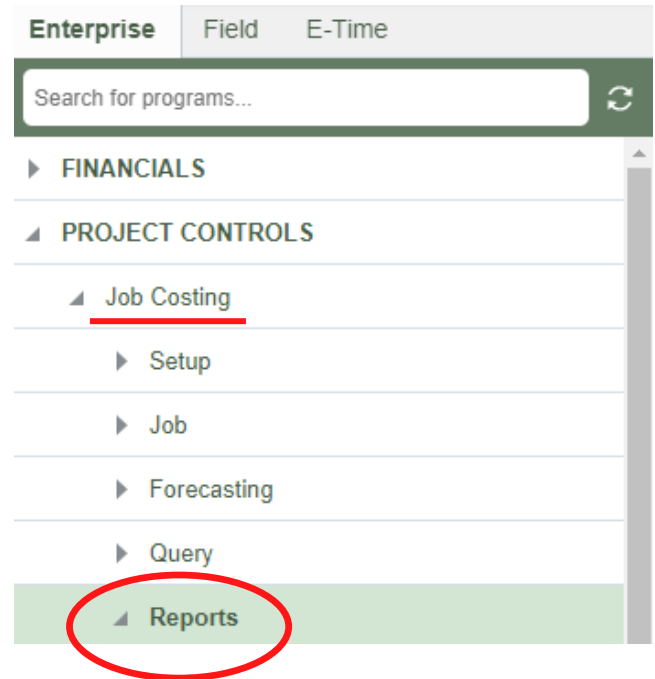 Enterprise Field E-Time
Search for programs...
FINANCIALS
PROJECT CONTROLS
Job Costing
Setup
Job
Forecasting
Query
Reports